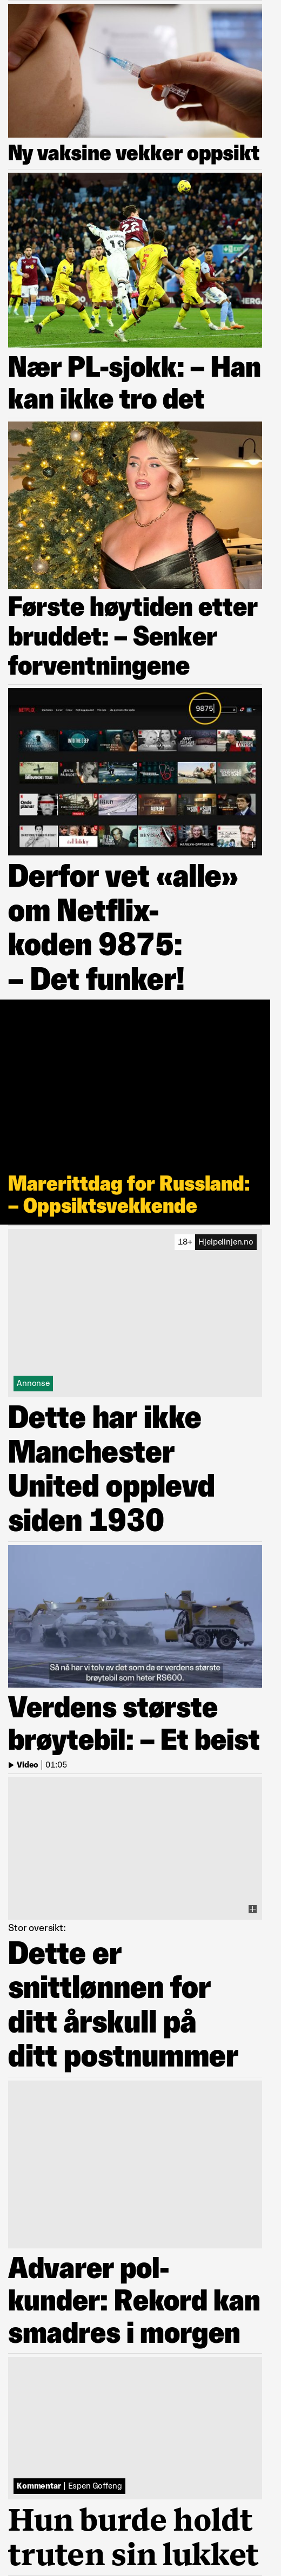 Ny vaksine vekker oppsikt
Nær PL-sjokk: – Han
kan ikke tro det
Første høytiden etter
bruddet: – Senker
forventningene
NETFLIX
9875
Derfor vet «alle»
om Netflix-
koden 9875:
– Det funker!
Marerittdag for Russland:
– Oppsiktsvekkende
18+ Hjelpelinjen.no
Annonse
Dette har ikke
Manchester
United opplevd
siden 1930
Så nå har vi tolv av det som da er verdens største
brøytebil som heter RS600.
Verdens største
brøytebil: – Et beist
Video | 01:05
Stor oversikt:
Dette er
snittlønnen for
ditt årskull på
ditt postnummer
Advarer pol-
kunder: Rekord kan
smadres i morgen
Kommentar | Espen Goffeng
Hun burde holdt
truten sin lukket